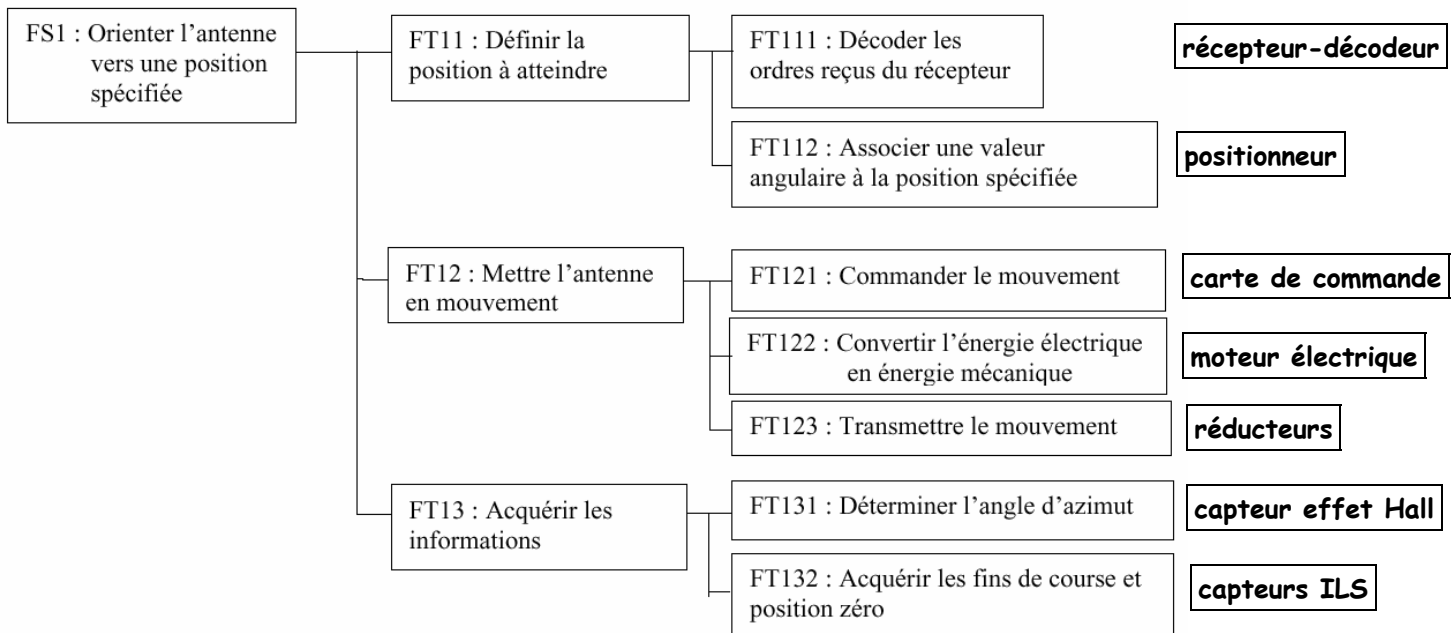 FS1 : Orienter l’antenne
vers une position
spécifiée
FT11 : Définir la
position à atteindre
FT111 : Décoder les
ordres reçus du récepteur
récepteur-décodeur
FT112 : Associer une valeur
angulaire à la position spécifiée
positionneur
FT12 : Mettre l’antenne
en mouvement
FT121 : Commander le mouvement
carte de commande
FT122 : Convertir l’énergie électrique
en énergie mécanique
moteur électrique
FT123 : Transmettre le mouvement
réducteurs
FT13 : Acquérir les
informations
FT131 : Déterminer l’angle d’azimut
capteur effet Hall
FT132 : Acquérir les fins de course et
position zéro
capteurs ILS